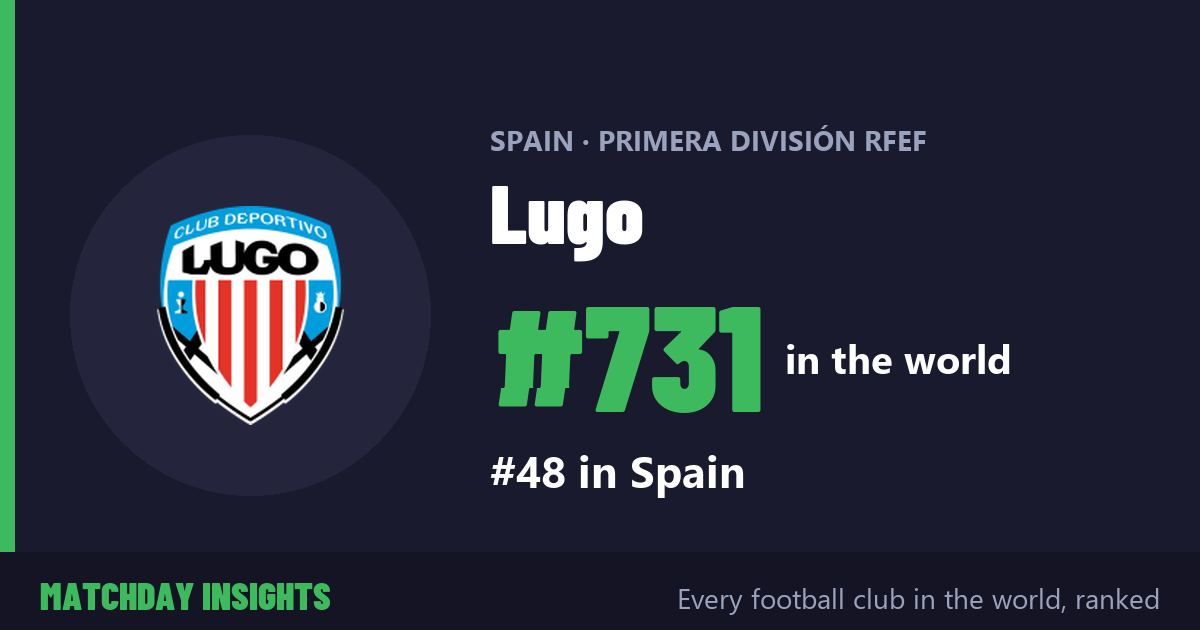 SPAIN · PRIMERA DIVISIÓN RFEF
CLUB DEPORTIVO
LUGO
Lugo
#731 in the world
#48 in Spain
MATCHDAY INSIGHTS
Every football club in the world, ranked